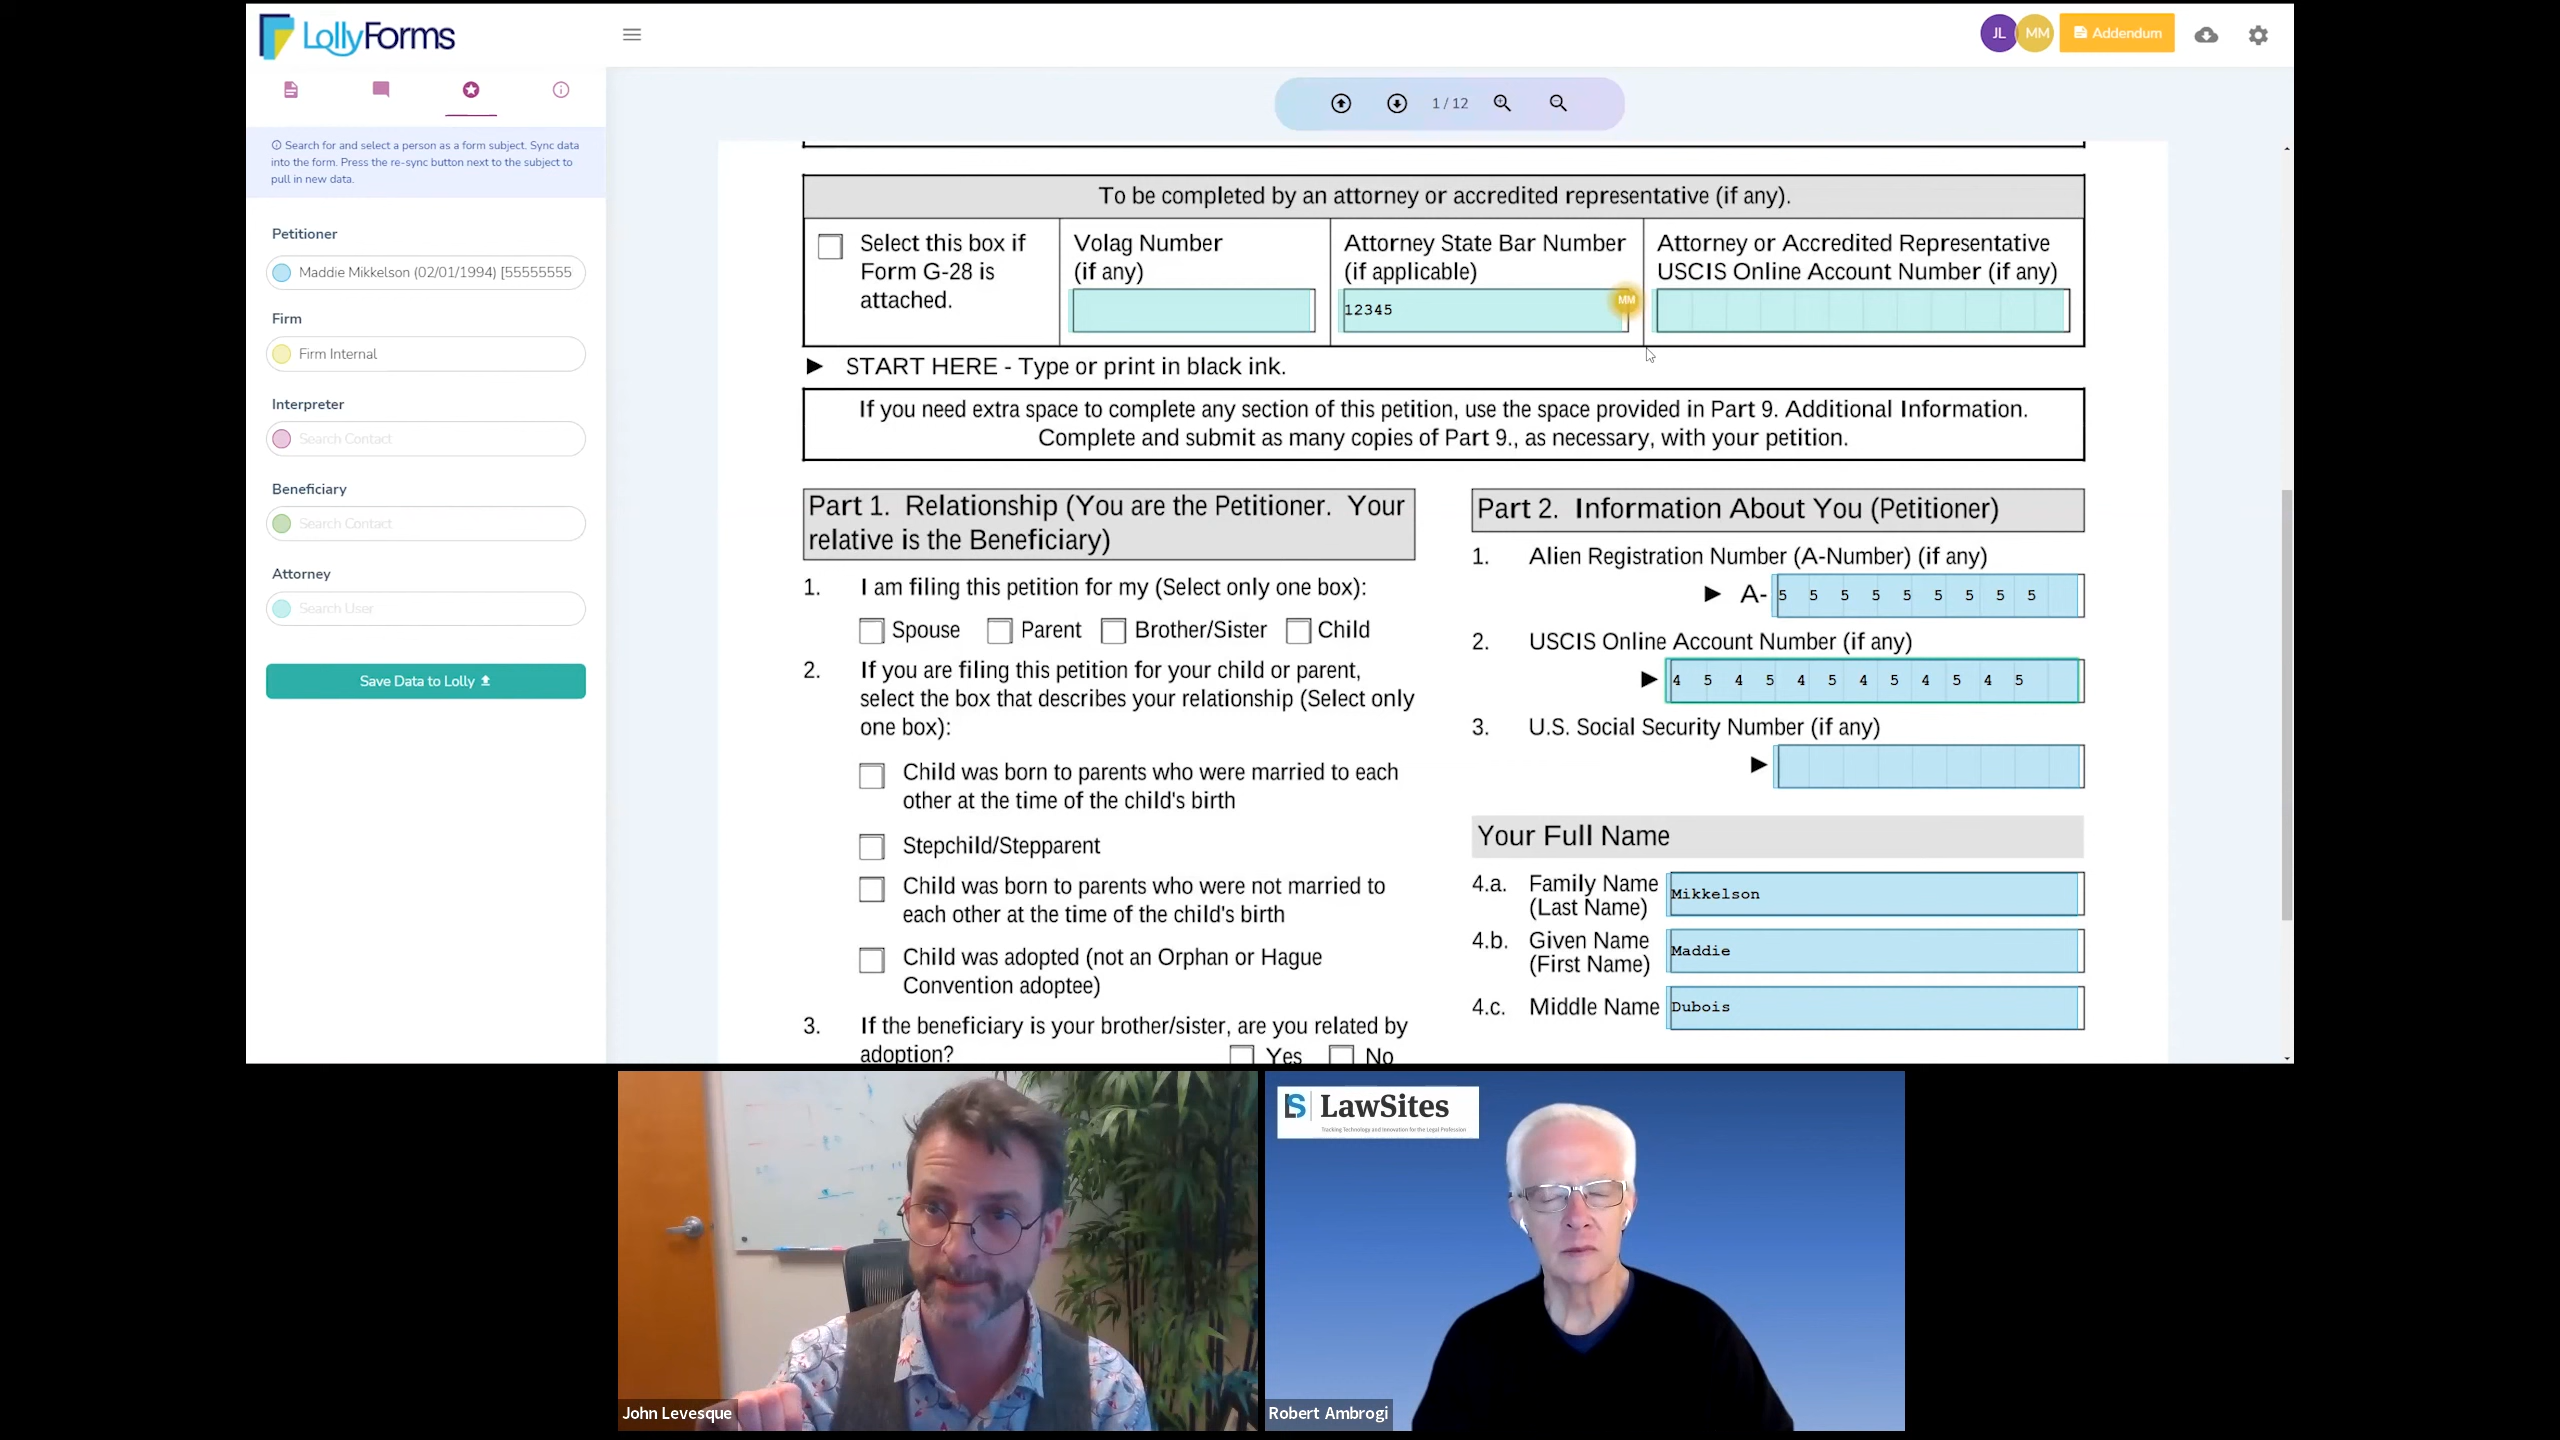 LollyForms
JL
MM
Addendum
1 / 12
Search for and select a person as a form subject. Sync data
into the form. Press the re-sync button next to the subject to
pull in new data.
Petitioner
Maddie Mikkelson (02/01/1994) [55555555
Firm
Firm Internal
Interpreter
Search Contact
Beneficiary
Search Contact
Attorney
Search User
Save Data to Lolly
To be completed by an attorney or accredited representative (if any).
Select this box if
Form G-28 is
attached.
Volag Number
(if any)
Attorney State Bar Number
(if applicable)
12345
MM
Attorney or Accredited Representative
USCIS Online Account Number (if any)
START HERE - Type or print in black ink.
If you need extra space to complete any section of this petition, use the space provided in Part 9. Additional Information.
Complete and submit as many copies of Part 9., as necessary, with your petition.
Part 1. Relationship (You are the Petitioner. Your
relative is the Beneficiary)
1. I am filing this petition for my (Select only one box):
Spouse Parent Brother/Sister Child
2. If you are filing this petition for your child or parent,
select the box that describes your relationship (Select only
one box):
Child was born to parents who were married to each
other at the time of the child's birth
Stepchild/Stepparent
Child was born to parents who were not married to
each other at the time of the child's birth
Child was adopted (not an Orphan or Hague
Convention adoptee)
3. If the beneficiary is your brother/sister, are you related by
adoption? Yes No
Part 2. Information About You (Petitioner)
1. Alien Registration Number (A-Number) (if any)
A- 5 5 5 5 5 5 5 5 5
2. USCIS Online Account Number (if any)
4 5 4 5 4 5 4 5 4 5 4 5
3. U.S. Social Security Number (if any)
Your Full Name
4.a. Family Name
(Last Name)
Mikkelson
4.b. Given Name
(First Name)
Maddie
4.c. Middle Name
Dubois
John Levesque
LS LawSites
Tracking Technology and Innovation for the Legal Profession
Robert Ambrogi